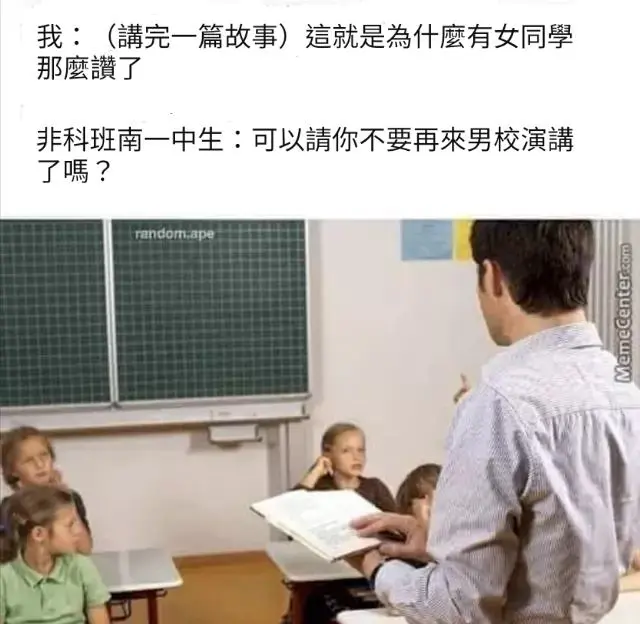 我：（講完一篇故事）這就是為什麼有女同學
那麼讚了
非科班南一中生：可以請你不要再來男校演講
了嗎？
random.ape
MemeCenter.com